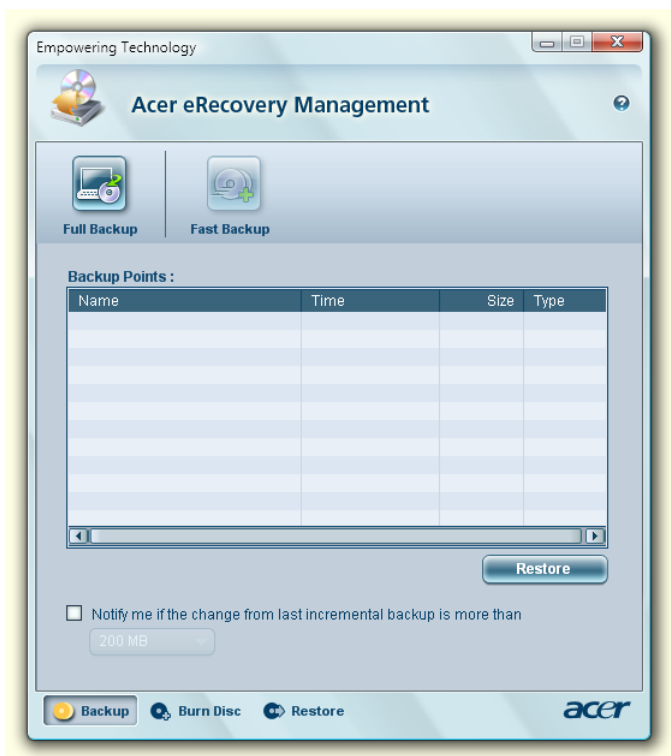 Empowering Technology
Acer eRecovery Management
Full Backup Fast Backup
Backup Points :
Name Time Size Type
Restore
Notify me if the change from last incremental backup is more than
200 MB
Backup Burn Disc Restore acer